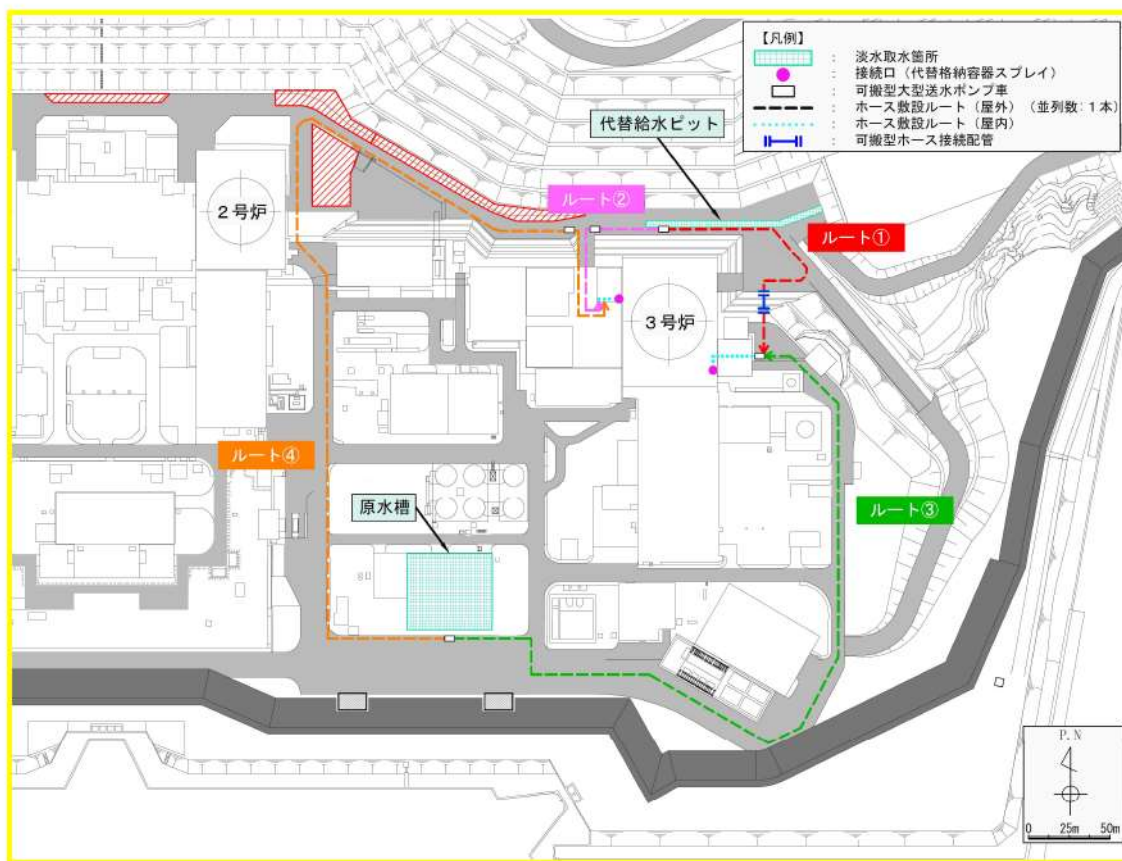 【凡例】
： 淡水取水箇所
： 接続口（代替格納容器スプレイ）
： 可搬型大型送水ポンプ車
： ホース敷設ルート（屋外）（並列数：１本）
： ホース敷設ルート（屋内）
： 可搬型ホース接続配管
代替給水ピット
ルート②
２号炉
ルート①
３号炉
ルート④
原水槽
ルート③
P.N
0 25m 50m